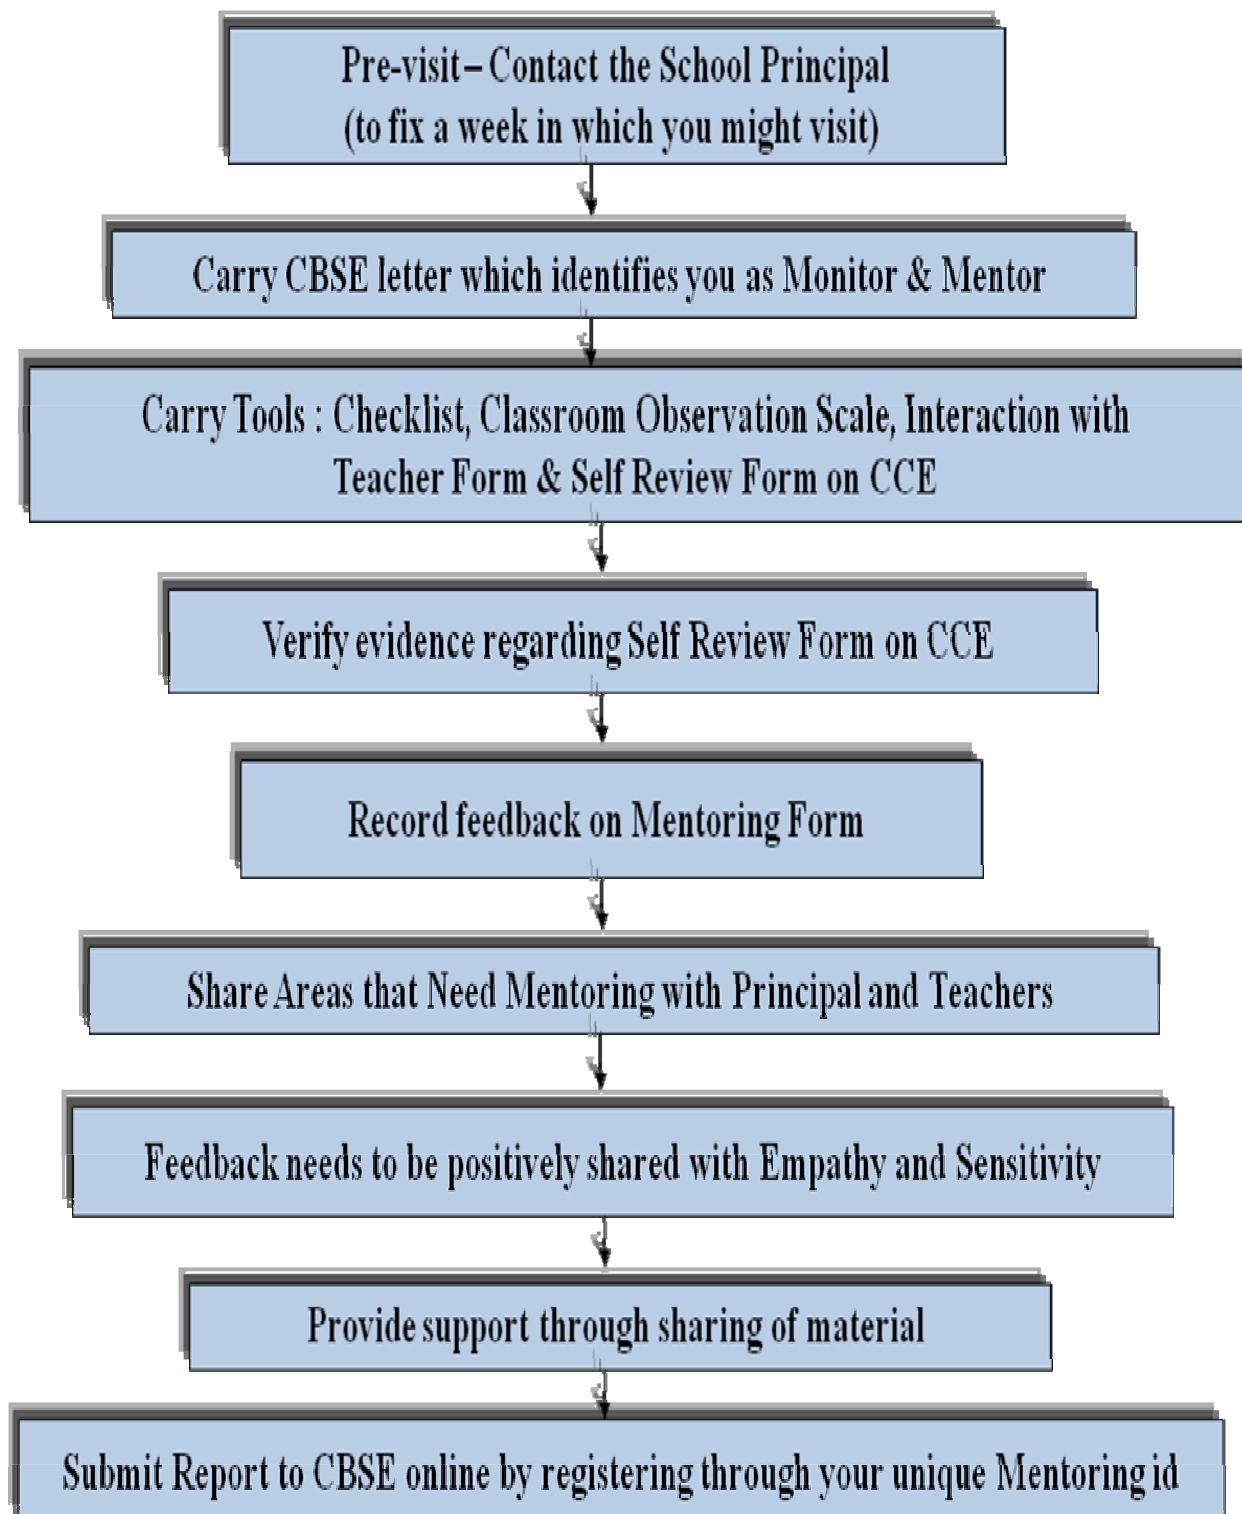 Pre-visit – Contact the School Principal
(to fix a week in which you might visit)
Carry CBSE letter which identifies you as Monitor & Mentor
Carry Tools : Checklist, Classroom Observation Scale, Interaction with
Teacher Form & Self Review Form on CCE
Verify evidence regarding Self Review Form on CCE
Record feedback on Mentoring Form
Share Areas that Need Mentoring with Principal and Teachers
Feedback needs to be positively shared with Empathy and Sensitivity
Provide support through sharing of material
Submit Report to CBSE online by registering through your unique Mentoring id